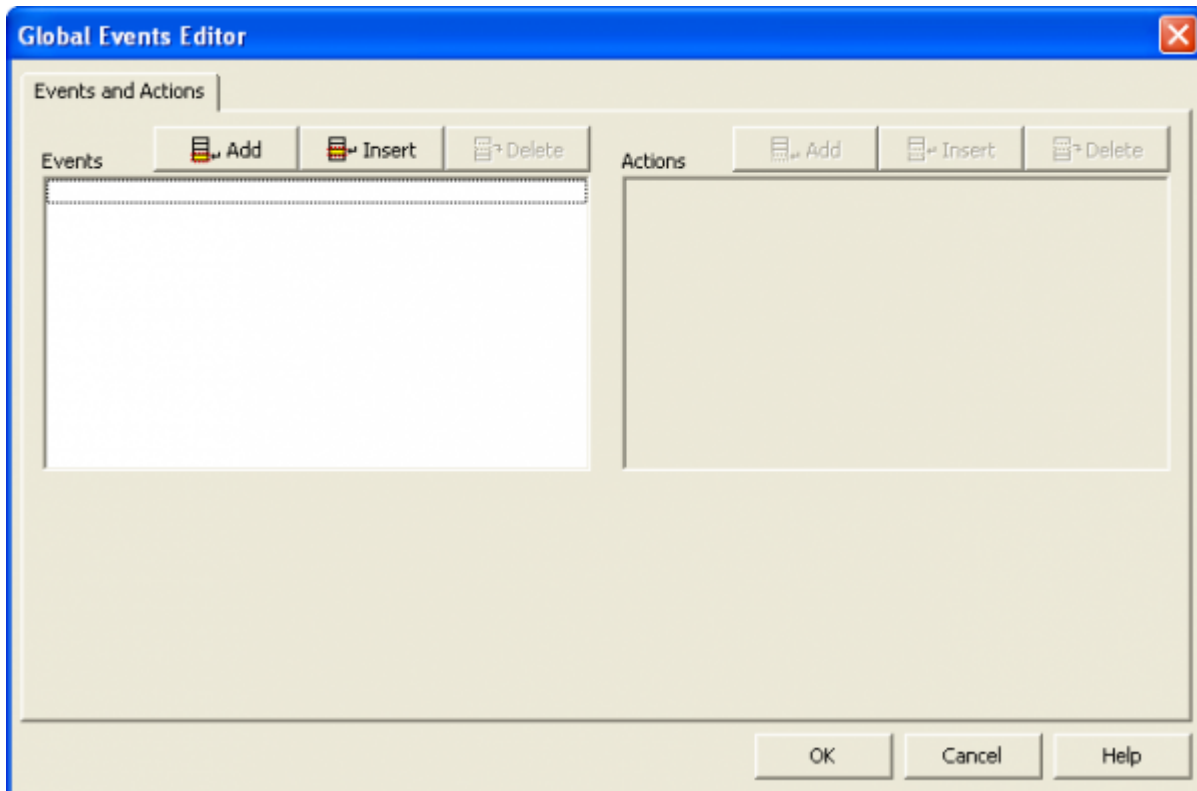 Global Events Editor
Events and Actions
Events Add Insert Delete
Actions Add Insert Delete
OK Cancel Help